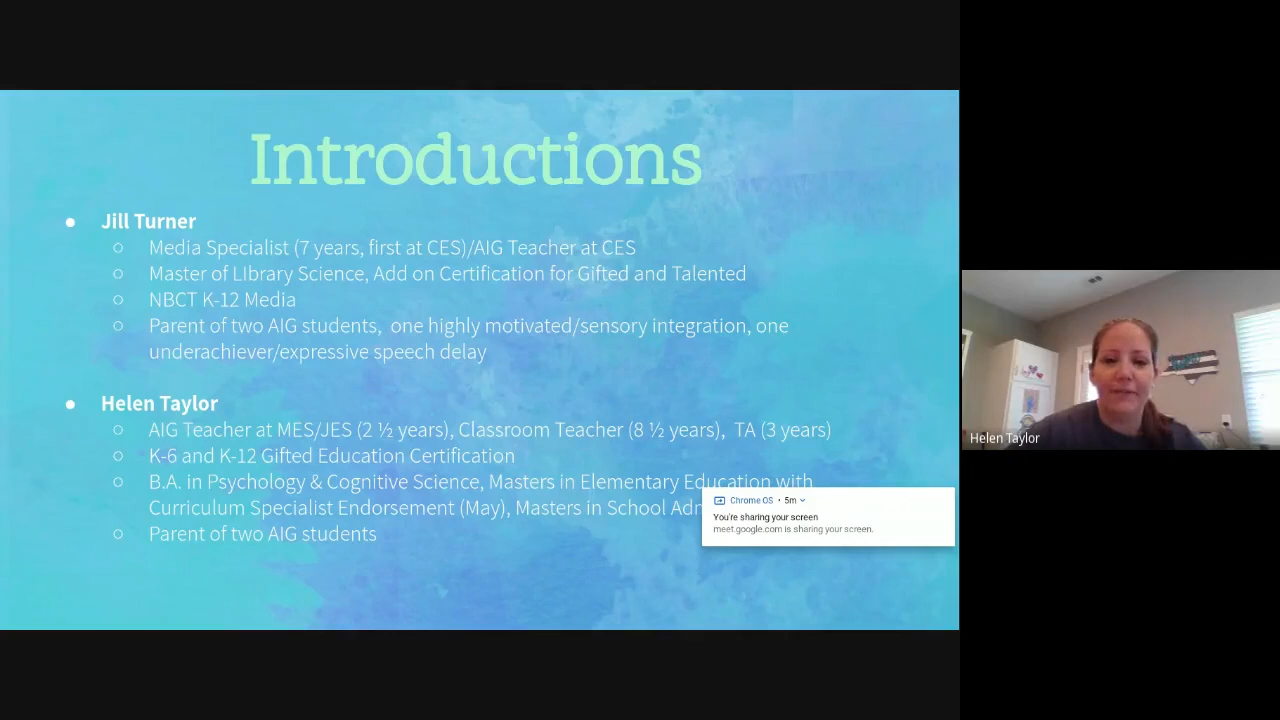 Introductions
● Jill Turner
○ Media Specialist (7 years, first at CES)/AIG Teacher at CES
○ Master of LIbrary Science, Add on Certification for Gifted and Talented
○ NBCT K-12 Media
○ Parent of two AIG students,  one highly motivated/sensory integration, one
underachiever/expressive speech delay
● Helen Taylor
○ AIG Teacher at MES/JES (2 ½ years), Classroom Teacher (8 ½ years),  TA (3 years)
○ K-6 and K-12 Gifted Education Certification
○ B.A. in Psychology & Cognitive Science, Masters in Elementary Education with
Curriculum Specialist Endorsement (May), Masters in School
○ Parent of two AIG students
Chrome OS • 5m
You're sharing your screen
meet.google.com is sharing your screen.
Helen Taylor